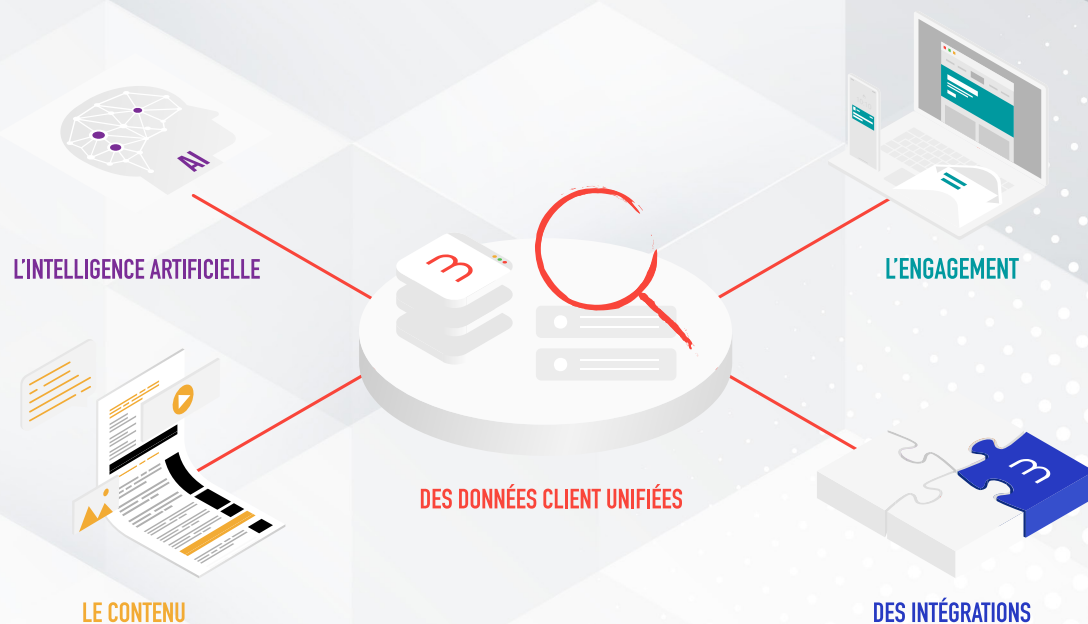 AI
L'INTELLIGENCE ARTIFICIELLE
L'ENGAGEMENT
m
DES DONNÉES CLIENT UNIFIÉES
m
LE CONTENU
DES INTÉGRATIONS